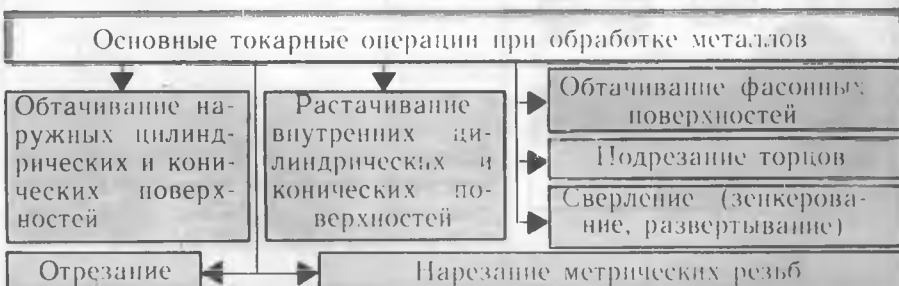 Основные токарные операции при обработке металлов
Обтачивание на-
ружных цилинд-
рических и кони-
ческих поверх-
ностей
Растачивание
внутренних ци-
линдрических и
конических по-
верхностей
Обтачивание фасонных
поверхностей
Подрезание торцов
Сверление (зенкерова-
ние, развертывание)
Отрезание
Нарезание метрических резьб